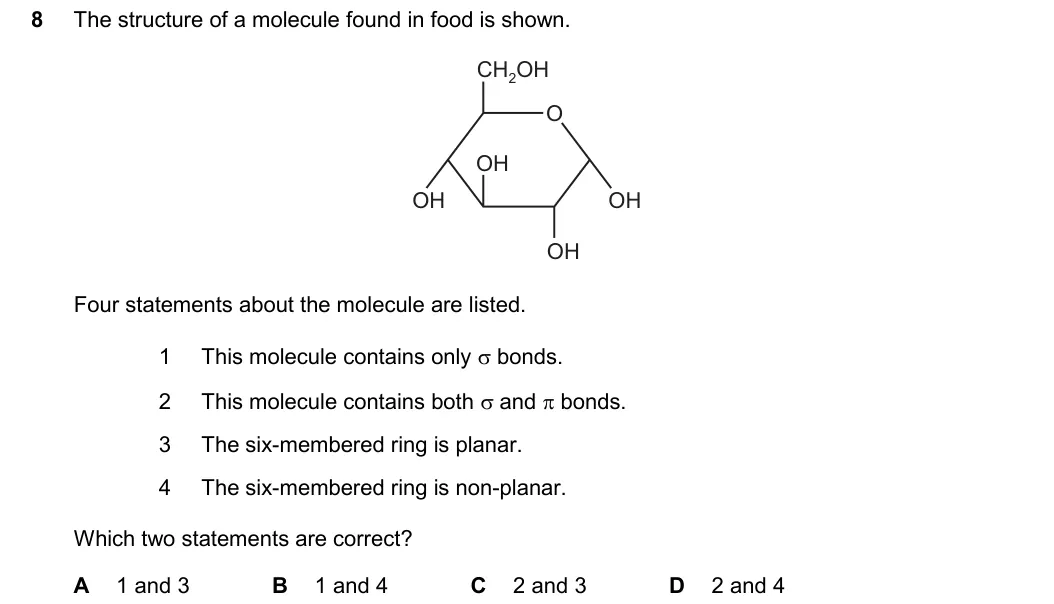 8 The structure of a molecule found in food is shown.
CH₂OH
O
OH
OH
OH
OH
Four statements about the molecule are listed.
1 This molecule contains only σ bonds.
2 This molecule contains both σ and π bonds.
3 The six-membered ring is planar.
4 The six-membered ring is non-planar.
Which two statements are correct?
A 1 and 3 B 1 and 4 C 2 and 3 D 2 and 4